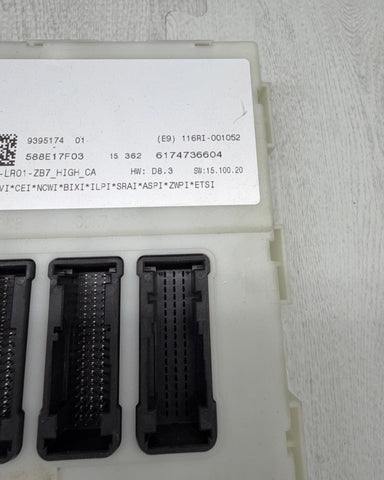 9395174 01 (E9) 116RI-001052
588E17F03 15 362 6174736604
-LR01-ZB7_HIGH_CA HW: D8.3 SW:15.100.20
VI*CEI*NCWI*BIXI*ILPI*SRAI*ASPI*ZWPI*ETSI